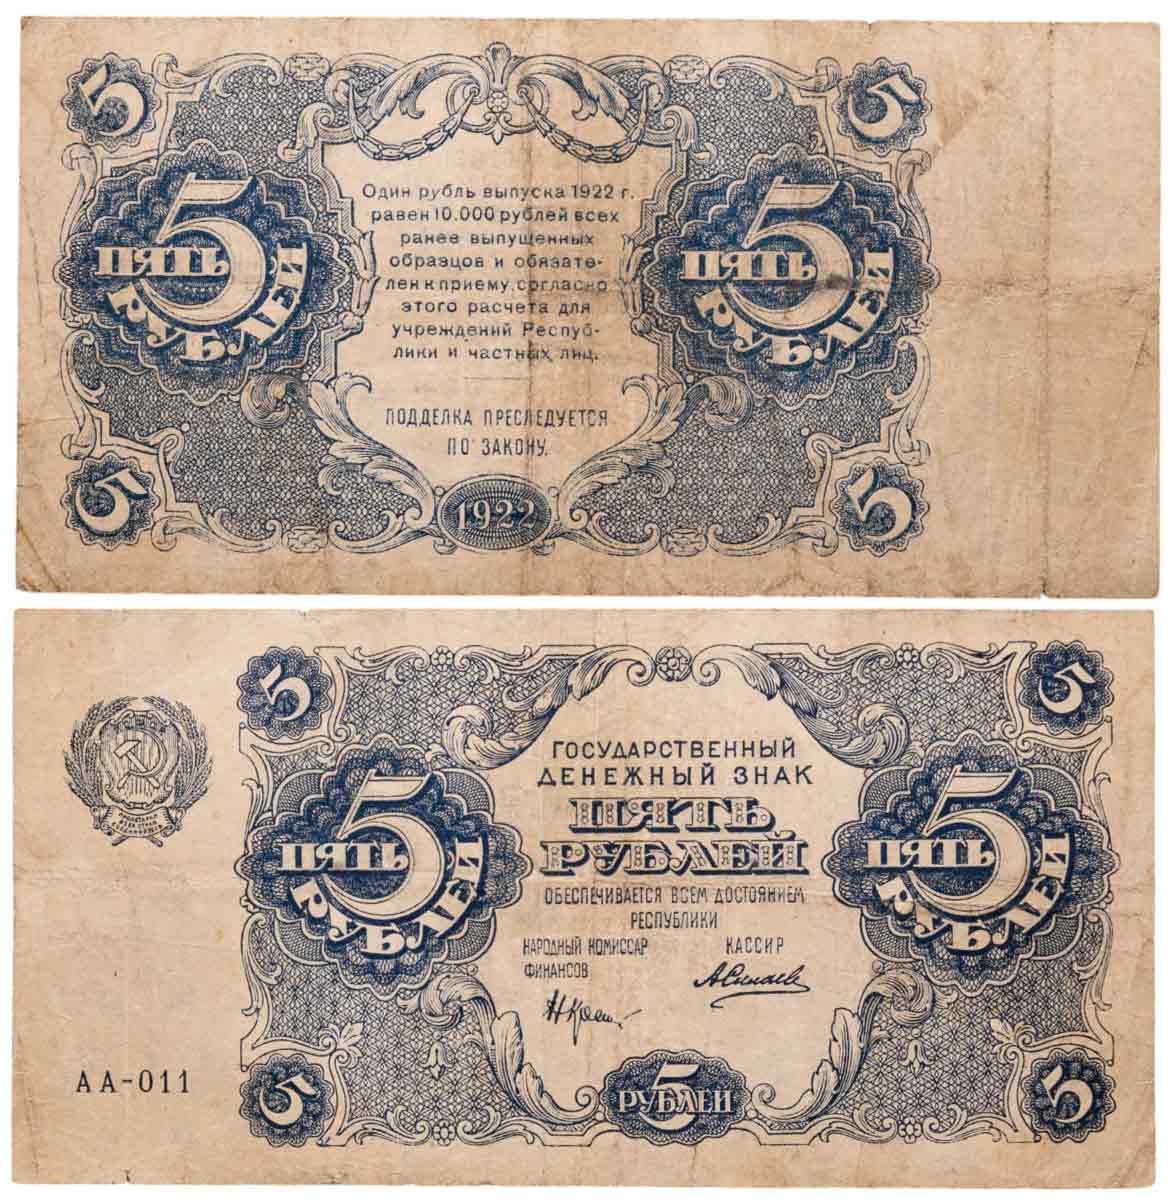 5
5
Один рубль выпуска 1922 г.
равен 10.000 рублей всех
ранее выпущенных
образцов и обязате-
лен к приему, согласно
этого расчета для
учреждений Респуб-
лики и частных лиц.
5
ПЯТЬ
РУБЛЕЙ
5
ПЯТЬ
РУБЛЕЙ
ПОДДЕЛКА ПРЕСЛЕДУЕТСЯ
ПО ЗАКОНУ.
5
1922
5
5
5
ГОСУДАРСТВЕННЫЙ
ДЕНЕЖНЫЙ ЗНАК
ПЯТЬ
РУБЛЕЙ
5
ПЯТЬ
РУБЛЕЙ
5
ПЯТЬ
РУБЛЕЙ
ОБЕСПЕЧИВАЕТСЯ ВСЕМ ДОСТОЯНИЕМ
РЕСПУБЛИКИ
НАРОДНЫЙ КОМИССАР КАССИР
ФИНАНСОВ
АА-011
5
5
РУБЛЕЙ
5